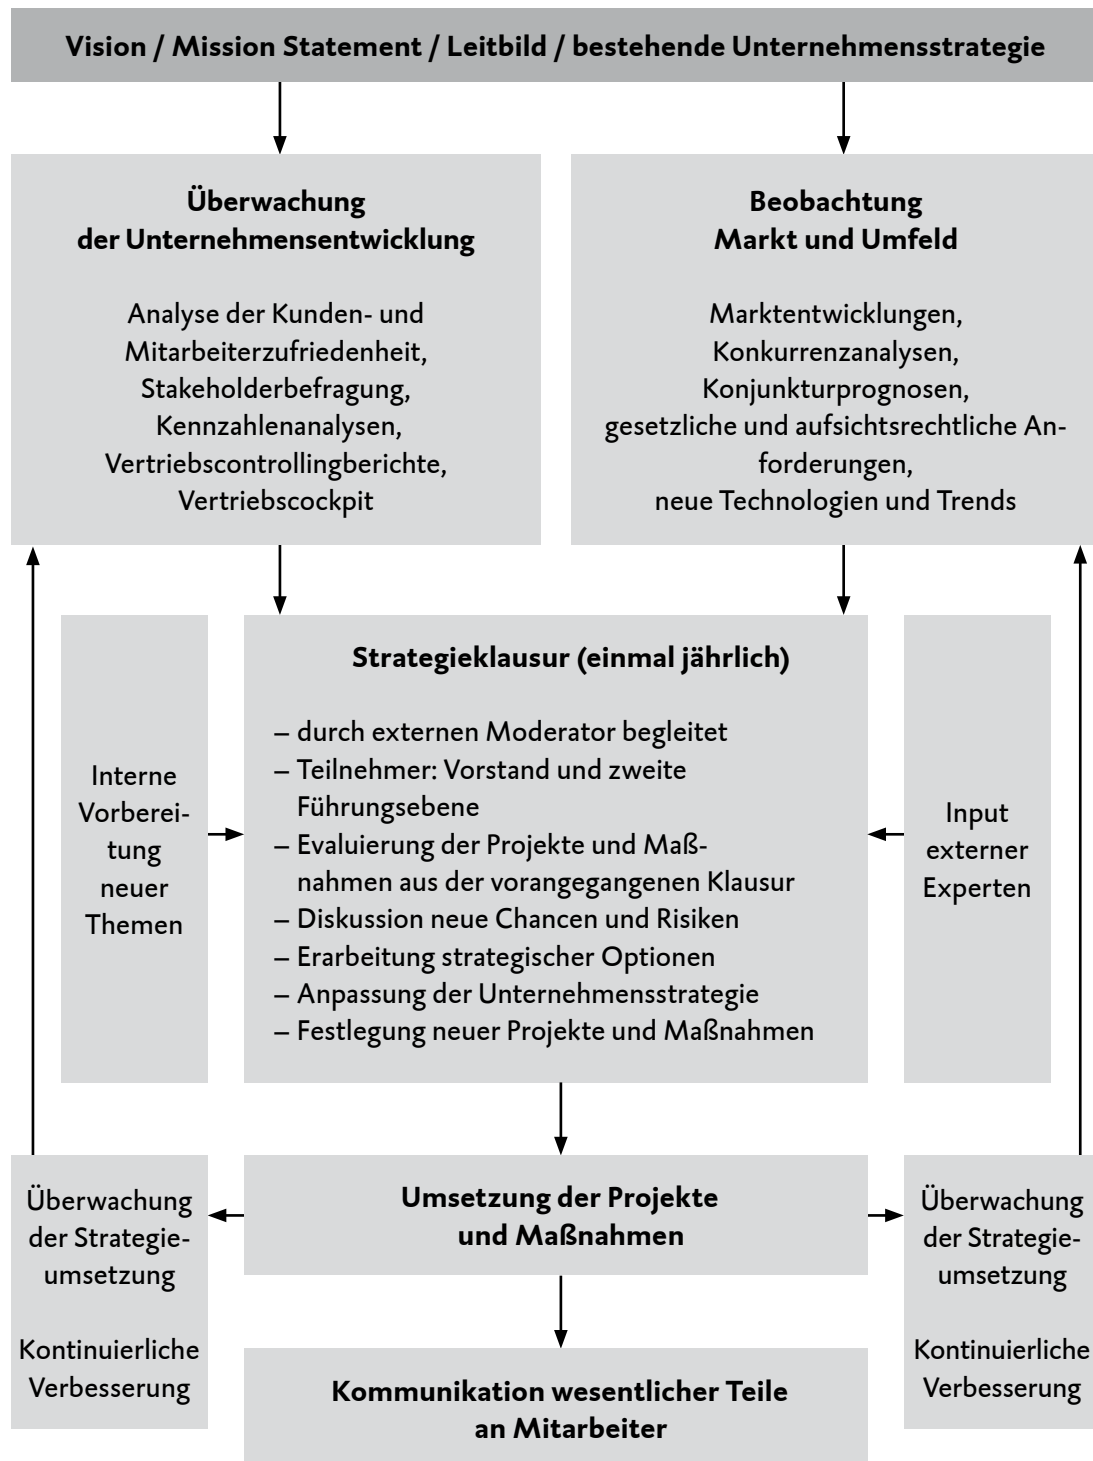 Vision / Mission Statement / Leitbild / bestehende Unternehmensstrategie
Überwachung
der Unternehmensentwicklung
Analyse der Kunden- und
Mitarbeiterzufriedenheit,
Stakeholderbefragung,
Kennzahlenanalysen,
Vertriebscontrollingberichte,
Vertriebscockpit
Beobachtung
Markt und Umfeld
Marktentwicklungen,
Konkurrenzanalysen,
Konjunkturprognosen,
gesetzliche und aufsichtsrechtliche An-
forderungen,
neue Technologien und Trends
Interne
Vorberei-
tung
neuer
Themen
Strategieklausur (einmal jährlich)
– durch externen Moderator begleitet
– Teilnehmer: Vorstand und zweite
Führungsebene
– Evaluierung der Projekte und Maß-
nahmen aus der vorangegangenen Klausur
– Diskussion neue Chancen und Risiken
– Erarbeitung strategischer Optionen
– Anpassung der Unternehmensstrategie
– Festlegung neuer Projekte und Maßnahmen
Input
externer
Experten
Überwachung
der Strategie-
umsetzung
Kontinuierliche
Verbesserung
Umsetzung der Projekte
und Maßnahmen
Überwachung
der Strategie-
umsetzung
Kontinuierliche
Verbesserung
Kommunikation wesentlicher Teile
an Mitarbeiter